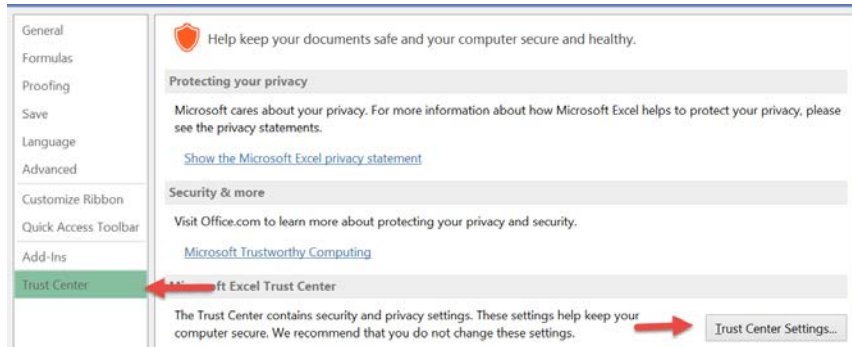 General
Formulas
Proofing
Save
Language
Advanced
Customize Ribbon
Quick Access Toolbar
Add-Ins
Trust Center
Help keep your documents safe and your computer secure and healthy.
Protecting your privacy
Microsoft cares about your privacy. For more information about how Microsoft Excel helps to protect your privacy, please
see the privacy statements.
Show the Microsoft Excel privacy statement
Security & more
Visit Office.com to learn more about protecting your privacy and security.
Microsoft Trustworthy Computing
Microsoft Excel Trust Center
The Trust Center contains security and privacy settings. These settings help keep your
computer secure. We recommend that you do not change these settings.
Trust Center Settings...